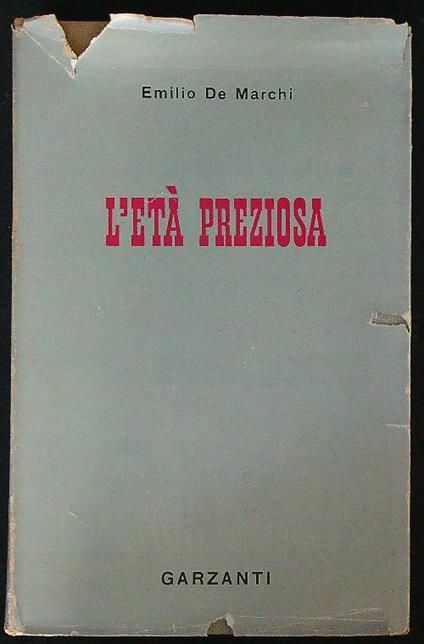 Emilio De Marchi
L'ETÀ PREZIOSA
GARZANTI